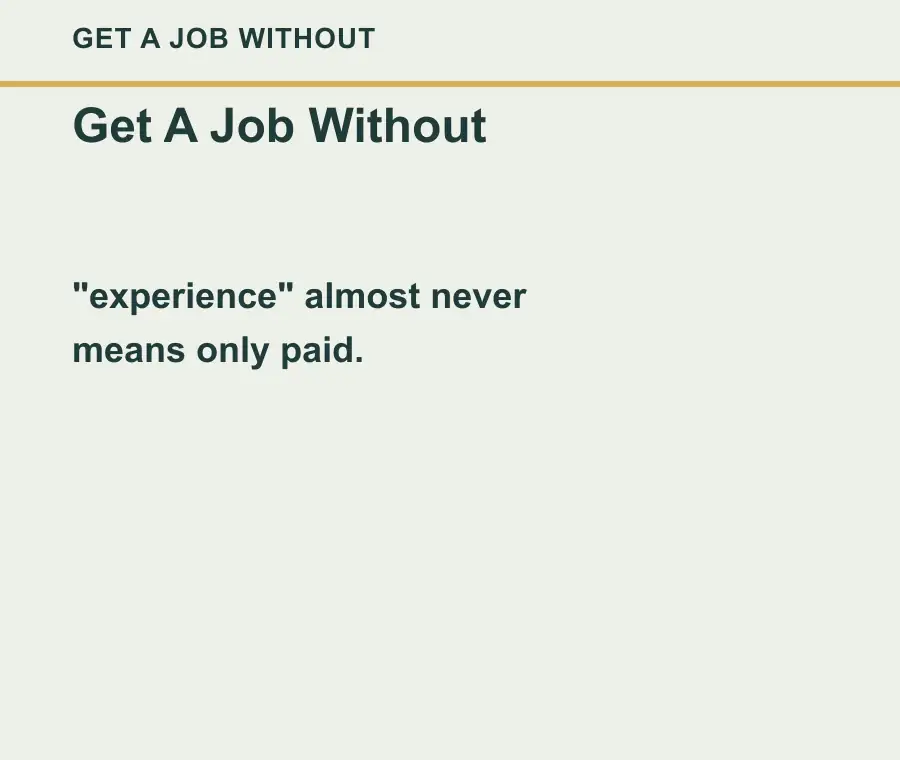 GET A JOB WITHOUT
Get A Job Without
"experience" almost never
means only paid.